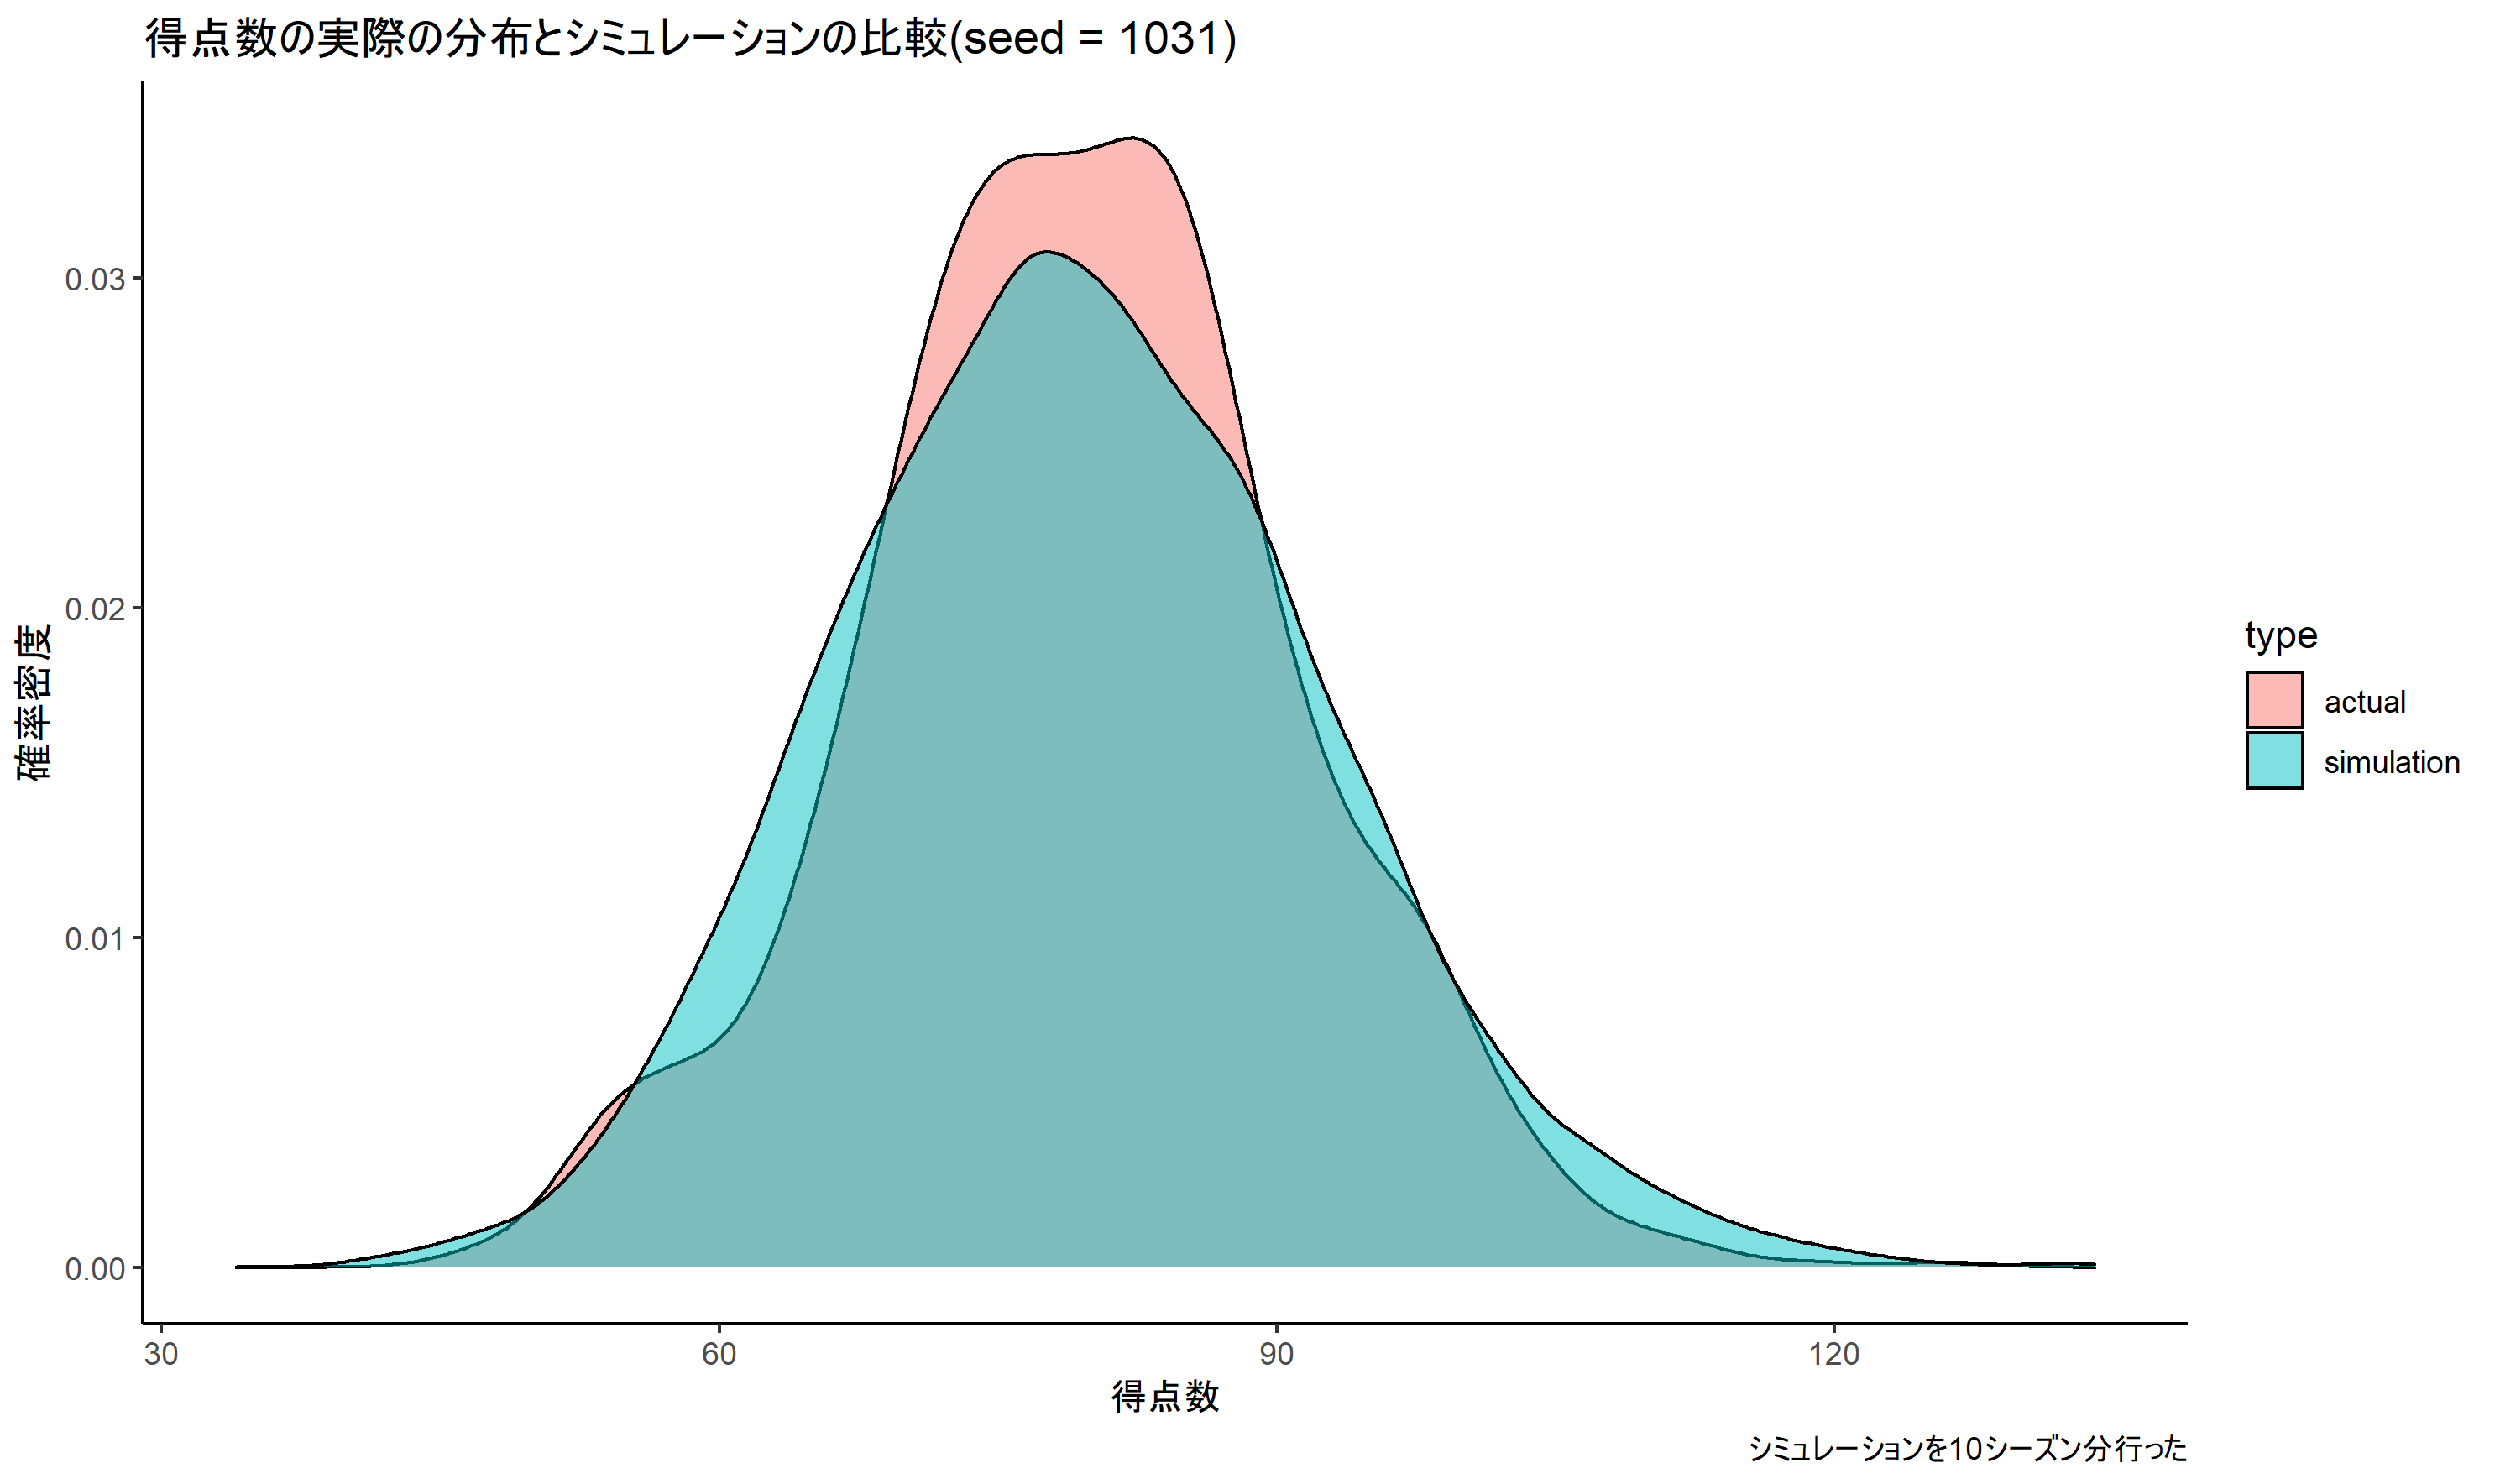 得点数の実際の分布とシミュレーションの比較(seed = 1031)
確率密度
0.03
0.02
0.01
0.00
30 60 90 120
得点数
type
actual
simulation
シミュレーションを10シーズン分行った